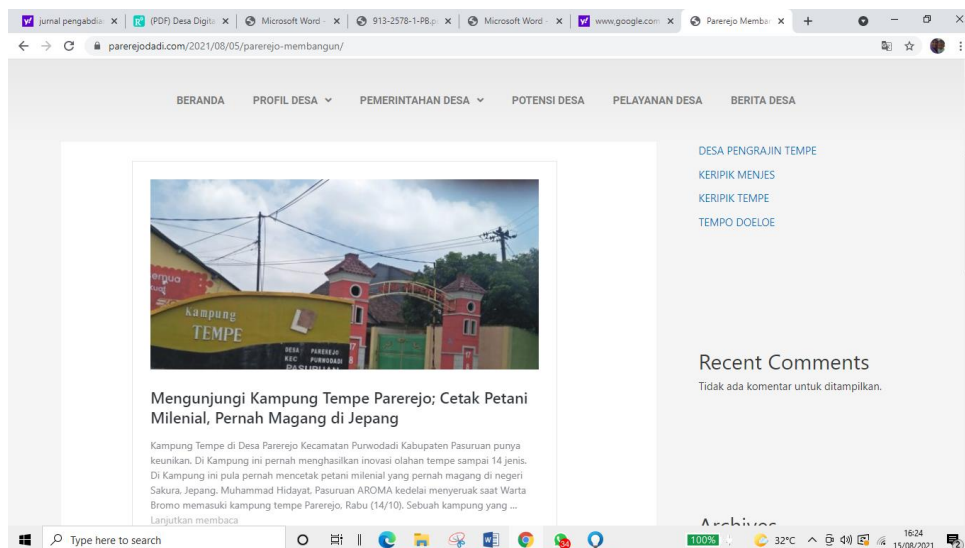 jurnal pengabdia
(PDF) Desa Digita
Microsoft Word -
913-2578-1-PB.p
Microsoft Word -
www.google.com
Parerejo Memba
parerejodadi.com/2021/08/05/parerejo-membangun/
BERANDA PROFIL DESA PEMERINTAHAN DESA POTENSI DESA PELAYANAN DESA BERITA DESA
DESA PENGRAJIN TEMPE
KERIPIK MENJES
KERIPIK TEMPE
TEMPO DOELOE
Kampung
TEMPE
DESA PAREREJO
KEC PURWODADI
PASURUAN
Mengunjungi Kampung Tempe Parerejo; Cetak Petani
Milenial, Pernah Magang di Jepang
Kampung Tempe di Desa Parerejo Kecamatan Purwodadi Kabupaten Pasuruan punya
keunikan. Di Kampung ini pernah menghasilkan inovasi olahan tempe sampai 14 jenis.
Di Kampung ini pula pernah mencetak petani milenial yang pernah magang di negeri
Sakura, Jepang. Muhammad Hidayat, Pasuruan AROMA kedelai menyeruak saat Warta
Bromo memasuki kampung tempe Parerejo, Rabu (14/10). Sebuah kampung yang ...
Lanjutkan membaca
Recent Comments
Tidak ada komentar untuk ditampilkan.
Archives
Type here to search
100%
32°C
16:24
15/08/2021